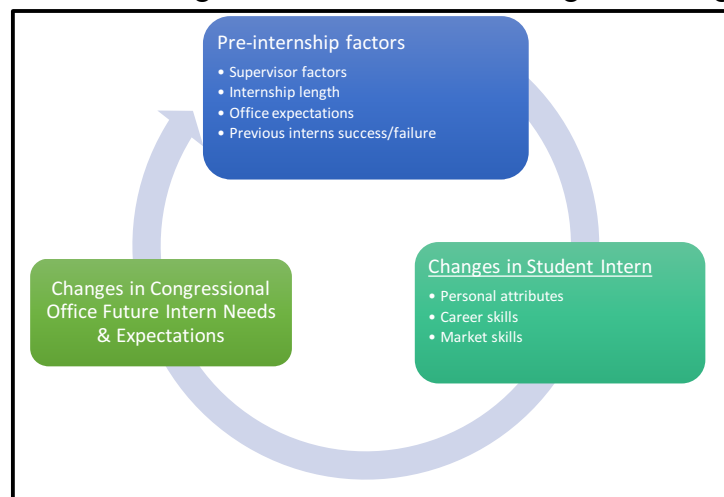 Pre-internship factors
• Supervisor factors
• Internship length
• Office expectations
• Previous interns success/failure
Changes in Student Intern
• Personal attributes
• Career skills
• Market skills
Changes in Congressional
Office Future Intern Needs
& Expectations